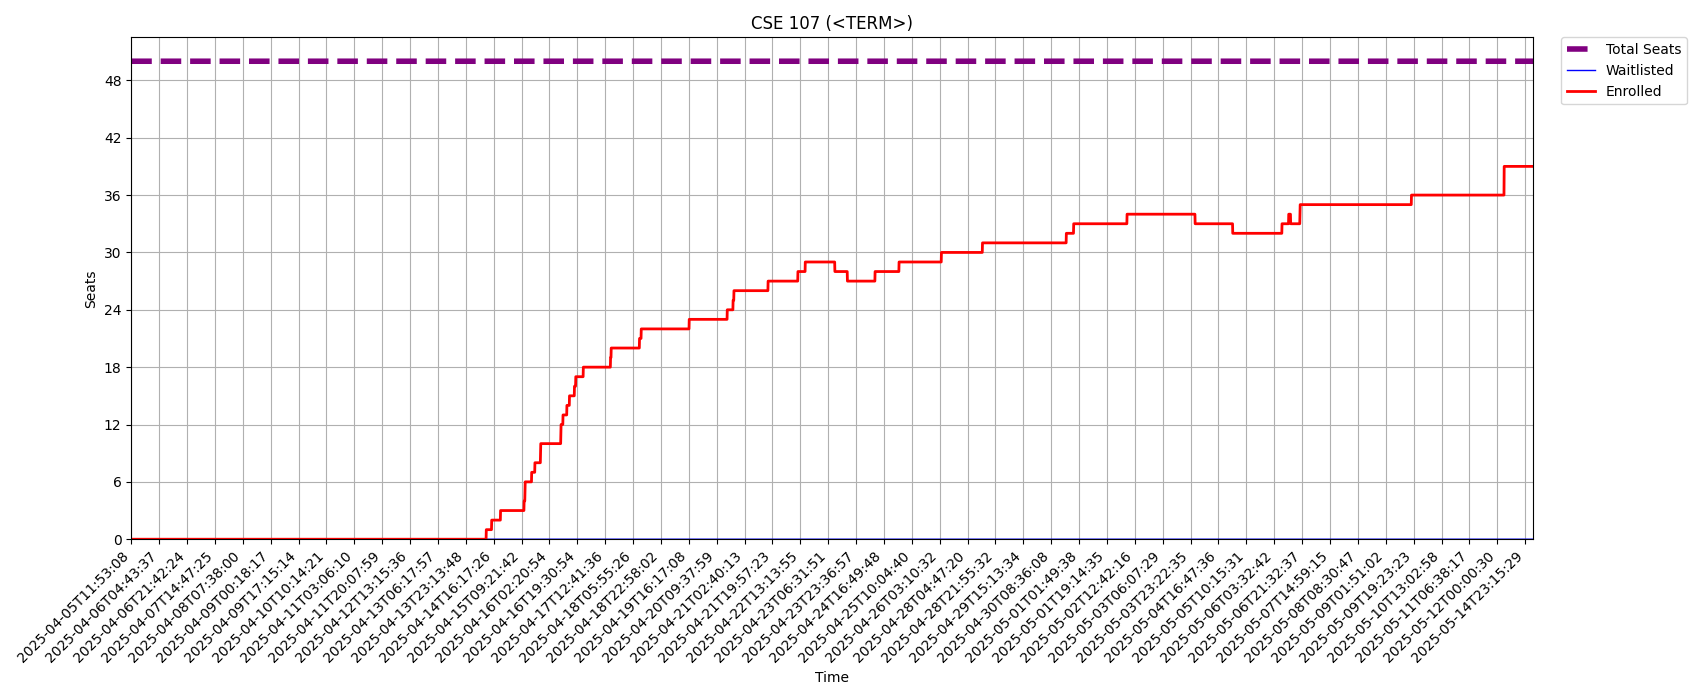 CSE 107 (<TERM>)
Total Seats
Waitlisted
Enrolled
Seats
48
42
36
30
24
18
12
6
0
2025-04-05T11:53:08
2025-04-06T04:43:37
2025-04-06T21:42:24
2025-04-07T14:47:25
2025-04-08T07:38:00
2025-04-09T00:18:17
2025-04-09T17:15:14
2025-04-10T10:14:21
2025-04-11T03:06:10
2025-04-11T20:07:59
2025-04-12T13:15:36
2025-04-13T06:17:57
2025-04-13T23:13:48
2025-04-14T16:17:26
2025-04-15T09:21:42
2025-04-16T02:20:54
2025-04-16T19:30:54
2025-04-17T12:41:36
2025-04-18T05:55:26
2025-04-18T22:58:02
2025-04-19T16:17:08
2025-04-20T09:37:59
2025-04-21T02:40:13
2025-04-21T19:57:23
2025-04-22T13:13:55
2025-04-23T06:31:51
2025-04-23T23:36:57
2025-04-24T16:49:48
2025-04-25T10:04:40
2025-04-26T03:10:32
2025-04-28T04:47:20
2025-04-28T21:55:32
2025-04-29T15:13:34
2025-04-30T08:36:08
2025-05-01T01:49:38
2025-05-01T19:14:35
2025-05-02T12:42:16
2025-05-03T06:07:29
2025-05-03T23:22:35
2025-05-04T16:47:36
2025-05-05T10:15:31
2025-05-06T03:32:42
2025-05-06T21:32:37
2025-05-07T14:59:15
2025-05-08T08:30:47
2025-05-09T01:51:02
2025-05-09T19:23:23
2025-05-10T13:02:58
2025-05-11T06:38:17
2025-05-12T00:00:30
2025-05-14T23:15:29
Time